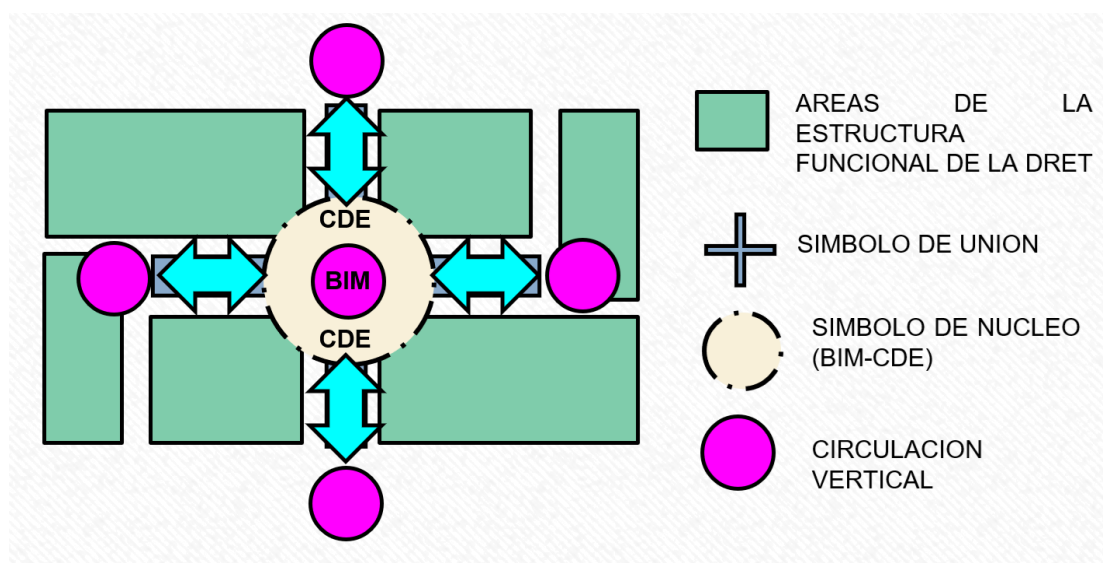 CDE
BIM
CDE
AREAS DE LA
ESTRUCTURA
FUNCIONAL DE LA DRET
SIMBOLO DE UNION
SIMBOLO DE NUCLEO
(BIM-CDE)
CIRCULACION
VERTICAL